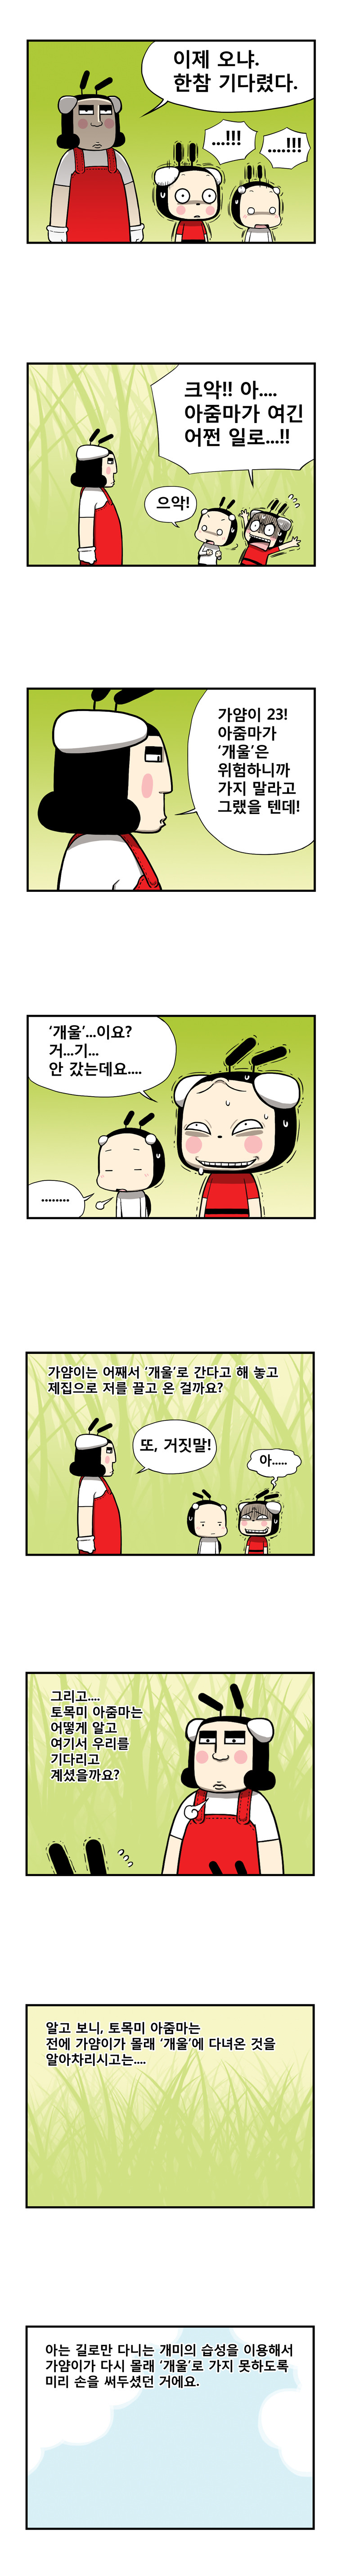 이제 오냐.
한참 기다렸다.
...!!!
....!!!
크악!! 아....
아줌마가 여긴
어쩐 일로...!!
으악!
가얌이 23!
아줌마가
‘개울’은
위험하니까
가지 말라고
그랬을 텐데!
‘개울’...이요?
거...기...
안 갔는데요....
........
가얌이는 어째서 ‘개울’로 간다고 해 놓고
제집으로 저를 끌고 온 걸까요?
또, 거짓말!
아.....
그리고....
토목미 아줌마는
어떻게 알고
여기서 우리를
기다리고
계셨을까요?
알고 보니, 토목미 아줌마는
전에 가얌이가 몰래 ‘개울’에 다녀온 것을
알아차리시고는....
아는 길로만 다니는 개미의 습성을 이용해서
가얌이가 다시 몰래 ‘개울’로 가지 못하도록
미리 손을 써두셨던 거에요.